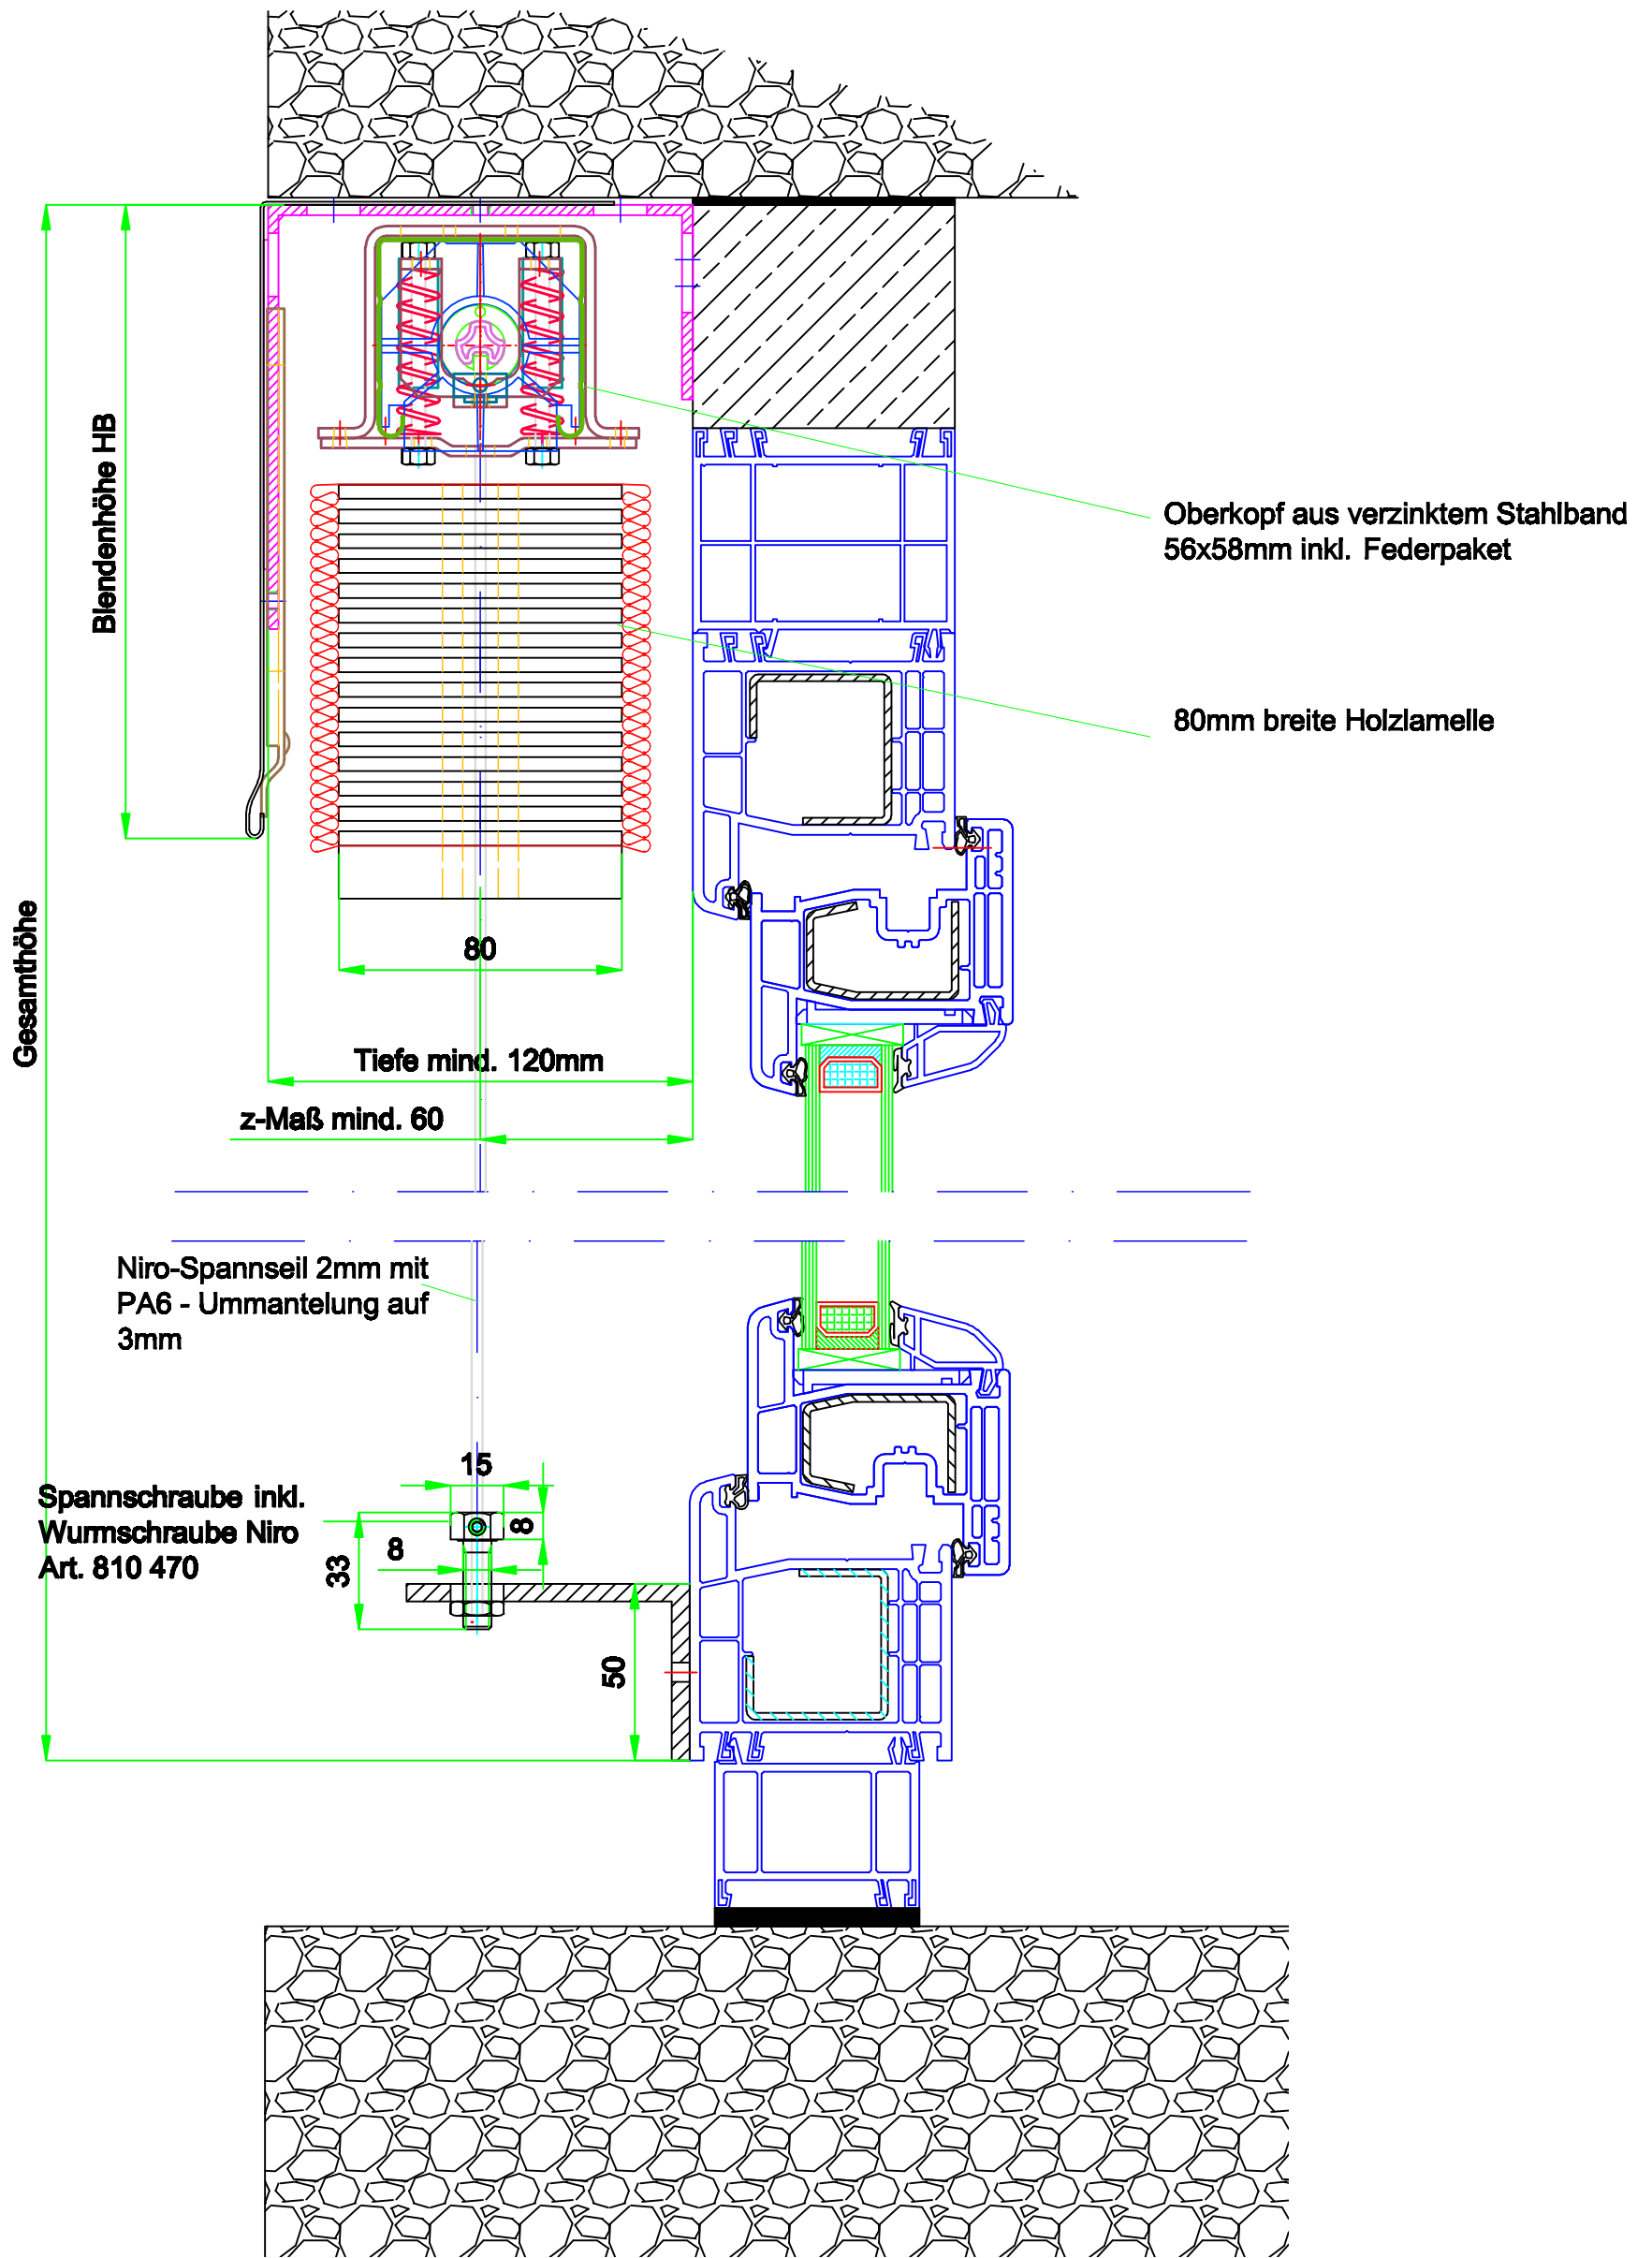 Oberkopf aus verzinktem Stahlband
56x58mm inkl. Federpaket
Blendenhöhe HB
80mm breite Holzlamelle
Gesamthöhe
80
Tiefe mind. 120mm
z-Maß mind. 60
Niro-Spannseil 2mm mit
PA6 - Ummantelung auf
3mm
15
Spannschraube inkl.
Wurmschraube Niro
Art. 810 470
8
8
33
50